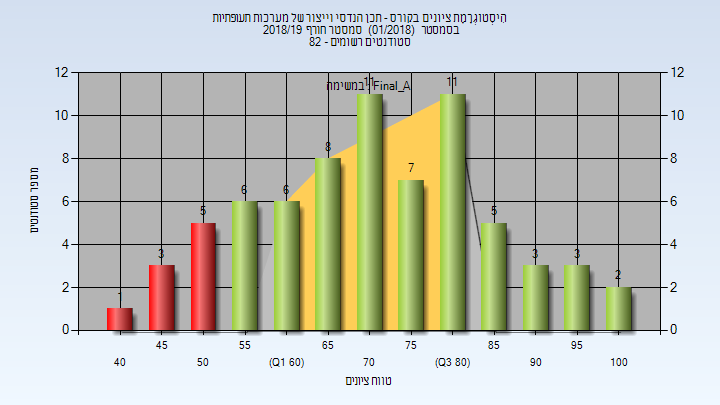 היסטוגרמת ציונים בקורס - תכן הנדסי וייצור של מערכות תעופתיות
בסמסטר (01/2018) סמסטר חורף 2018/19
סטודנטים רשומים - 82
במשימה : Final_A
12 12
10 10
8 8
6 6
4 4
2 2
0 0
1 3 5 6 6 8 11 7 11 5 3 3 2
מספר סטודנטים
45 55 65 75 85 95
40 50 (Q1 60) 70 (Q3 80) 90 100
טווח ציונים